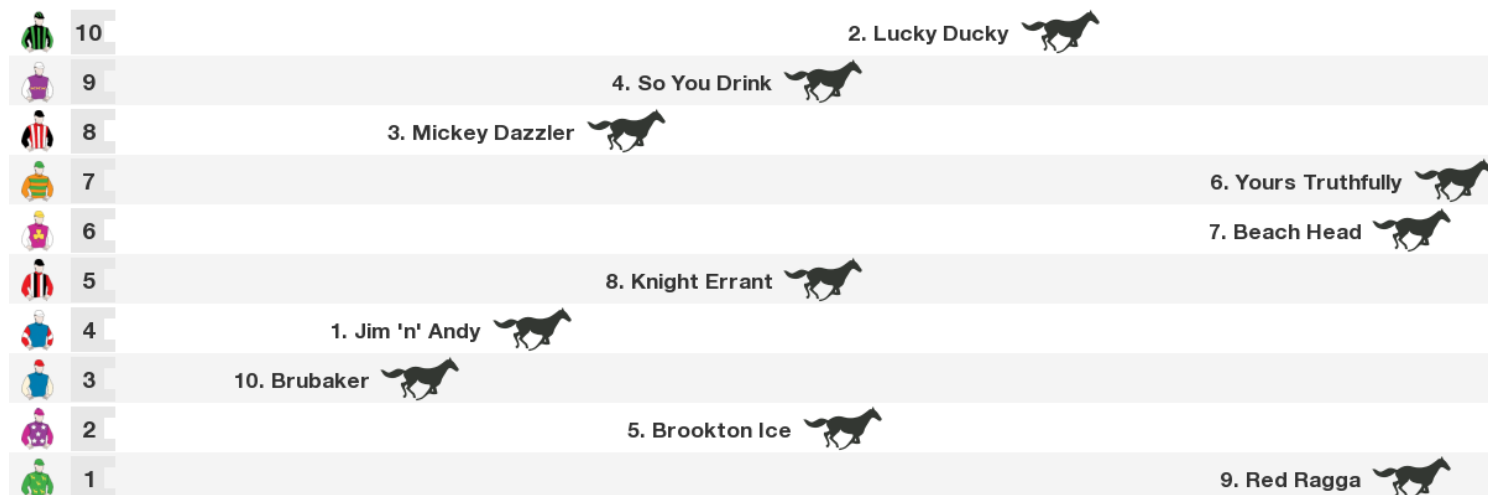 10 2. Lucky Ducky
9 4. So You Drink
8 3. Mickey Dazzler
7 6. Yours Truthfully
6 7. Beach Head
5 8. Knight Errant
4 1. Jim 'n' Andy
3 10. Brubaker
2 5. Brookton Ice
1 9. Red Ragga